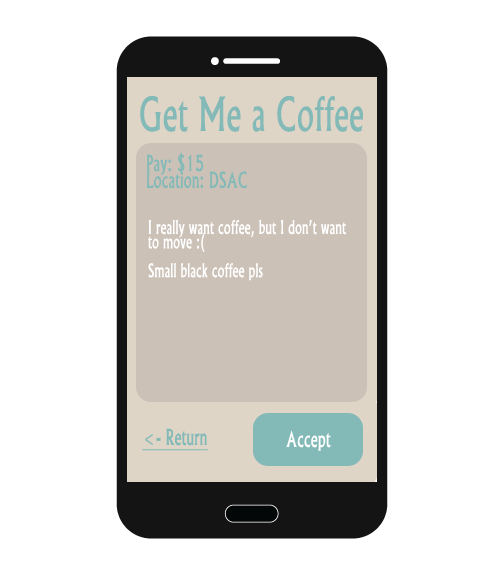 Get Me a Coffee
Pay: $15
Location: DSAC
I really want coffee, but I don't want
to move :(
Small black coffee pls
<- Return
Accept